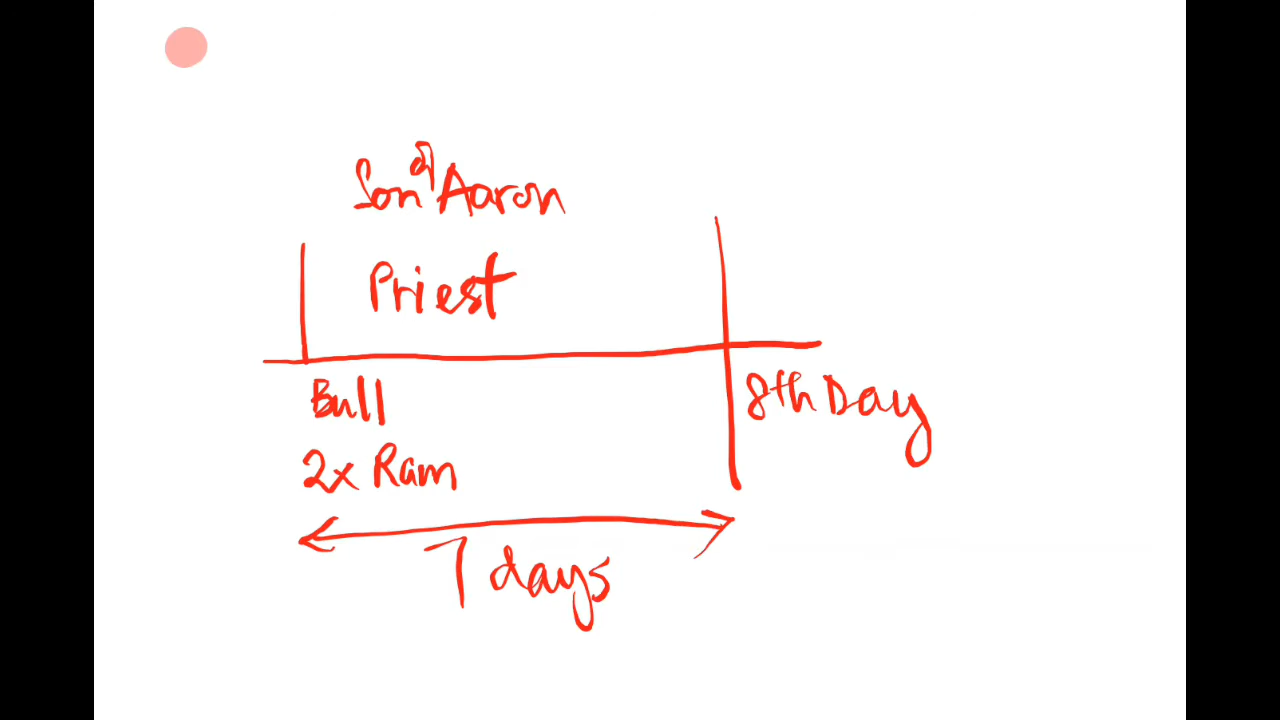 Son of Aaron
Priest
Bull
8th Day
2x Ram
7 days